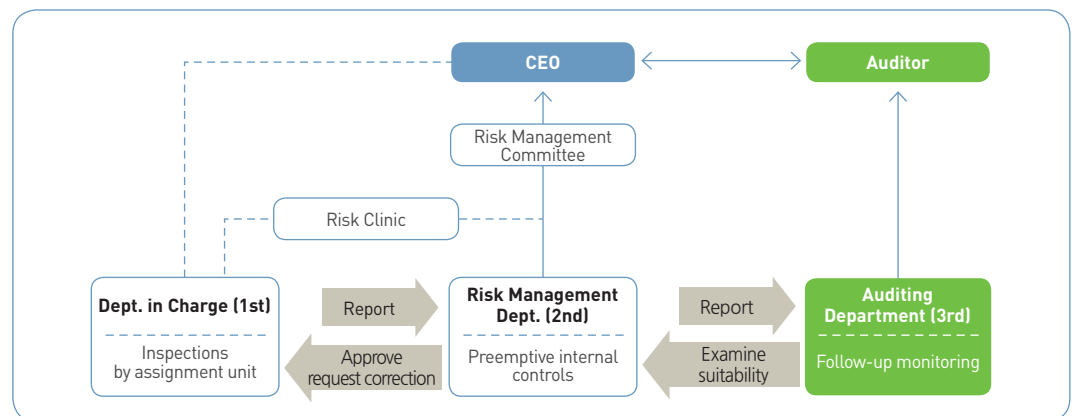 CEO
Auditor
Risk Management
Committee
Risk Clinic
Dept. in Charge (1st)
Inspections
by assignment unit
Report
Approve
request correction
Risk Management
Dept. (2nd)
Preemptive internal
controls
Report
Examine
suitability
Auditing
Department (3rd)
Follow-up monitoring